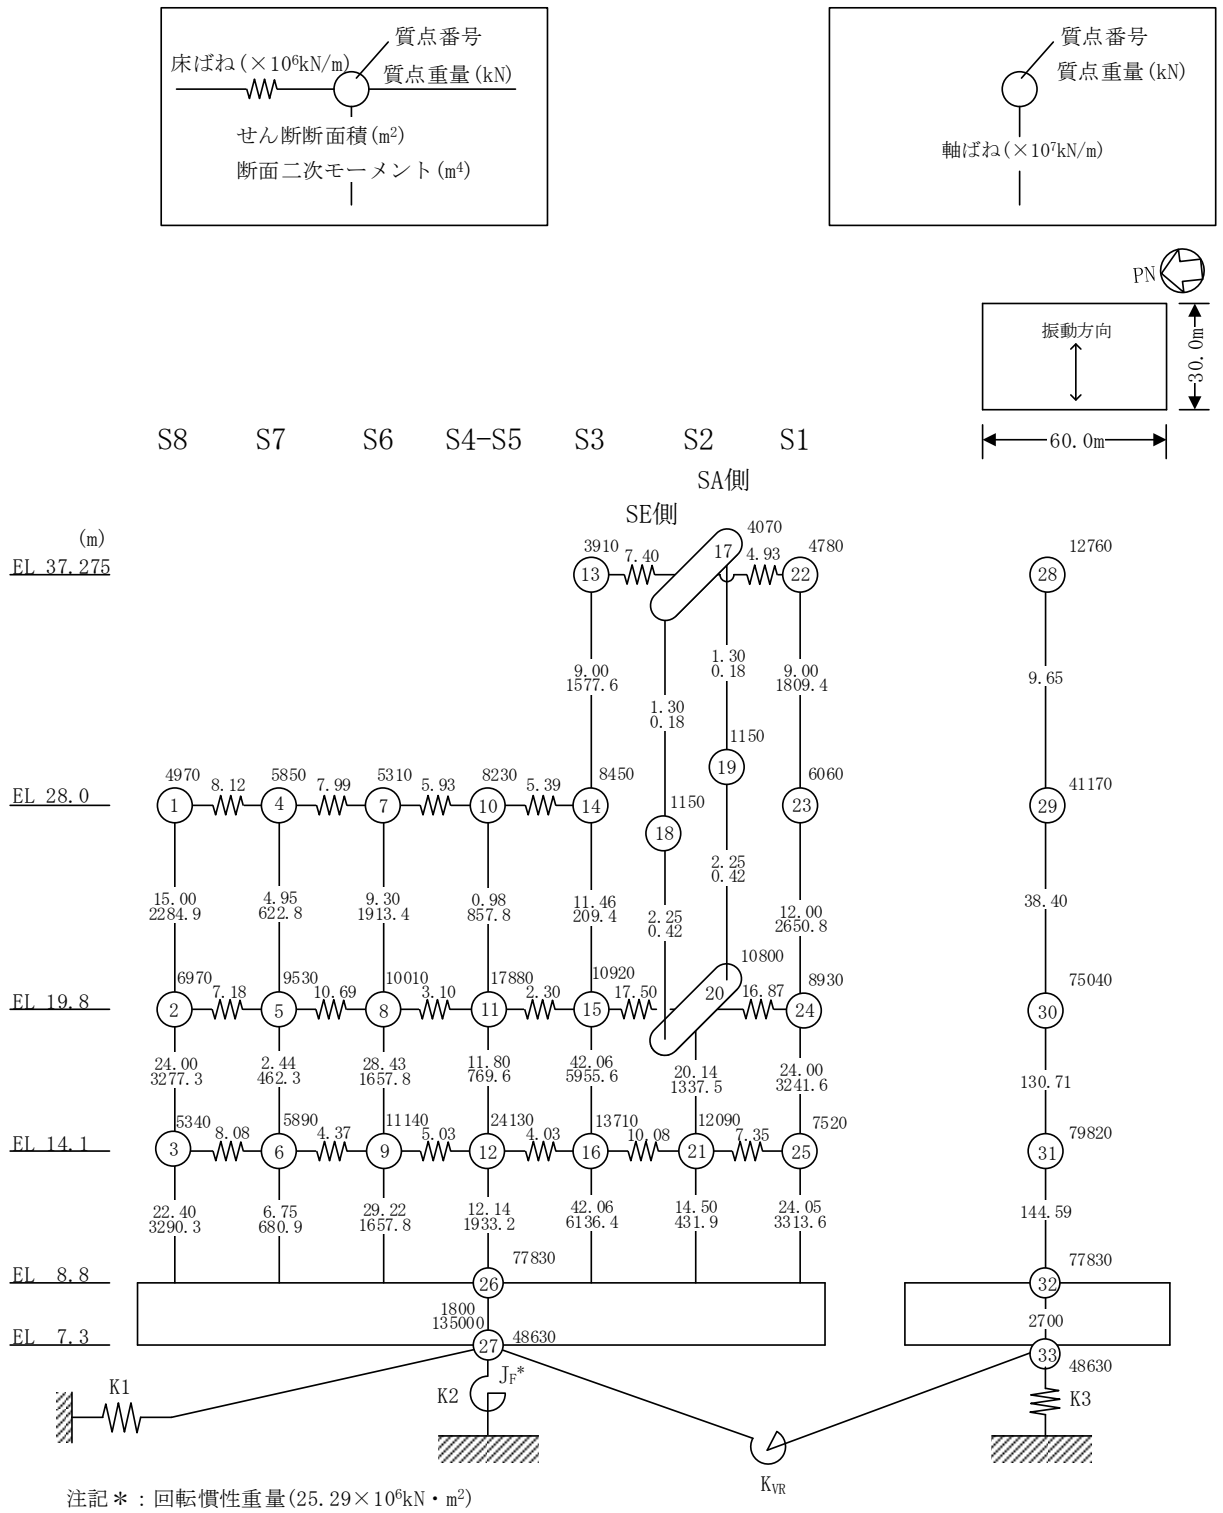 質点番号
床ばね(×10⁶kN/m)
質点重量(kN)
せん断断面積(m²)
断面二次モーメント(m⁴)
質点番号
質点重量(kN)
軸ばね(×10⁷kN/m)
PN
振動方向
30.0m
60.0m
S8 S7 S6 S4-S5 S3 S2 S1
SA側
SE側
(m)
EL 37.275
3910 7.40 4070 4.93 4780 12760
13 17 22 28
9.00
1577.6
1.30
0.18
1.30
0.18
9.00
1809.4
9.65
1150
19
1150
18
EL 28.0
4970 8.12 5850 7.99 5310 5.93 8230 5.39 8450 6060 41170
1 4 7 10 14 23 29
15.00
2284.9
4.95
622.8
9.30
1913.4
0.98
857.8
11.46
209.4
2.25
0.42
2.25
0.42
12.00
2650.8
38.40
EL 19.8
6970 7.18 9530 10.69 10010 3.10 17880 2.30 10920 17.50 10800 16.87 8930 75040
2 5 8 11 15 20 24 30
24.00
3277.3
2.44
462.3
28.43
1657.8
11.80
769.6
42.06
5955.6
20.14
1337.5
24.00
3241.6
130.71
EL 14.1
5340 8.08 5890 4.37 11140 5.03 24130 4.03 13710 10.08 12090 7.35 7520 79820
3 6 9 12 16 21 25 31
22.40
3290.3
6.75
680.9
29.22
1657.8
12.14
1933.2
42.06
6136.4
14.50
431.9
24.05
3313.6
144.59
EL 8.8
77830 77830
26 32
1800
135000
2700
EL 7.3
27 48630
33 48630
K1
K2
J_F*
K3
K_VR
注記＊：回転慣性重量(25.29×10⁶kN・m²)